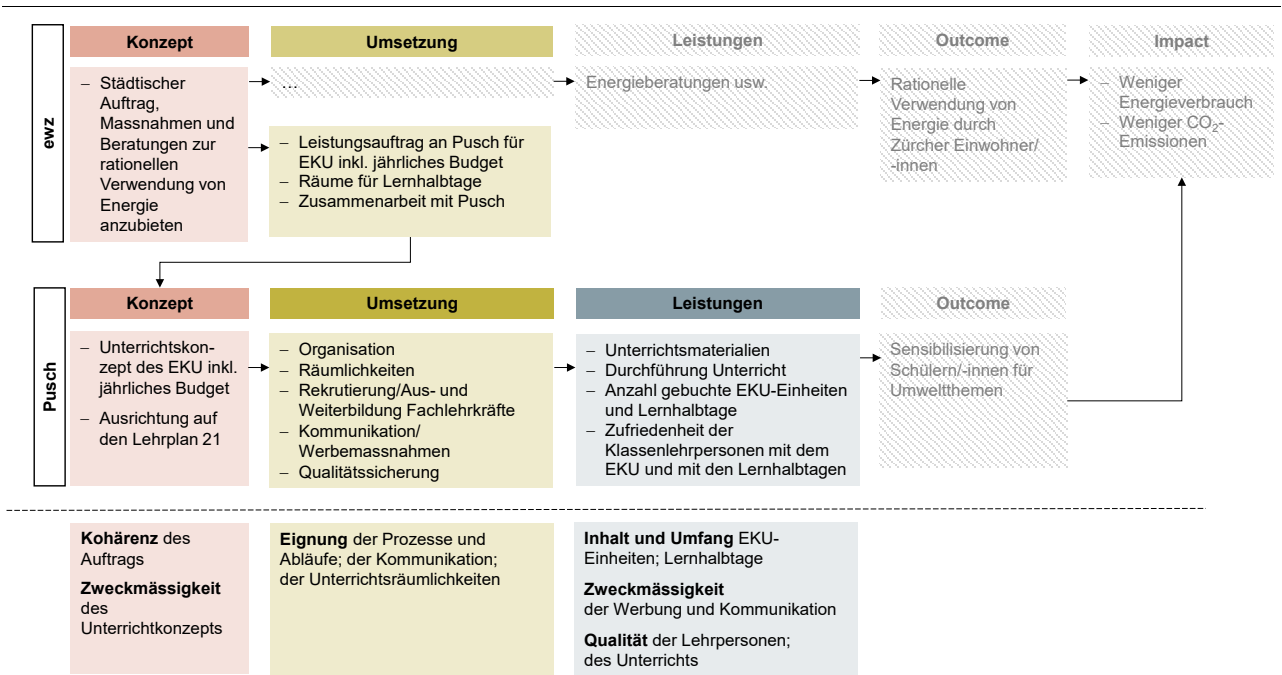 ewz
Konzept
– Städtischer
Auftrag,
Massnahmen und
Beratungen zur
rationellen
Verwendung von
Energie
anzubieten
Umsetzung
…
– Leistungsauftrag an Pusch für
EKU inkl. jährliches Budget
– Räume für Lernhalbtage
– Zusammenarbeit mit Pusch
Leistungen
Energieberatungen usw.
Outcome
Rationelle
Verwendung von
Energie durch
Zürcher Einwohner/
-innen
Impact
– Weniger
Energieverbrauch
– Weniger CO₂-
Emissionen
Pusch
Konzept
– Unterrichtskon-
zept des EKU inkl.
jährliches Budget
– Ausrichtung auf
den Lehrplan 21
Umsetzung
– Organisation
– Räumlichkeiten
– Rekrutierung/Aus- und
Weiterbildung Fachlehrkräfte
– Kommunikation/
Werbemassnahmen
– Qualitätssicherung
Leistungen
– Unterrichtsmaterialien
– Durchführung Unterricht
– Anzahl gebuchte EKU-Einheiten
und Lernhalbtage
– Zufriedenheit der
Klassenlehrpersonen mit dem
EKU und mit den Lernhalbtagen
Outcome
Sensibilisierung von
Schülern/-innen für
Umweltthemen
Kohärenz des
Auftrags
Zweckmässigkeit
des
Unterrichtkonzepts
Eignung der Prozesse und
Abläufe; der Kommunikation;
der Unterrichtsräumlichkeiten
Inhalt und Umfang EKU-
Einheiten; Lernhalbtage
Zweckmässigkeit
der Werbung und Kommunikation
Qualität der Lehrpersonen;
des Unterrichts